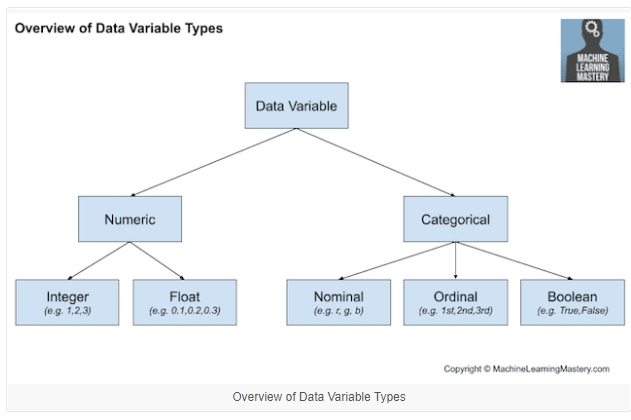 Overview of Data Variable Types
MACHINE
LEARNING
MASTERY
Data Variable
Numeric
Categorical
Integer
(e.g. 1,2,3)
Float
(e.g. 0.1,0.2,0.3)
Nominal
(e.g. r, g, b)
Ordinal
(e.g. 1st,2nd,3rd)
Boolean
(e.g. True,False)
Copyright © MachineLearningMastery.com
Overview of Data Variable Types